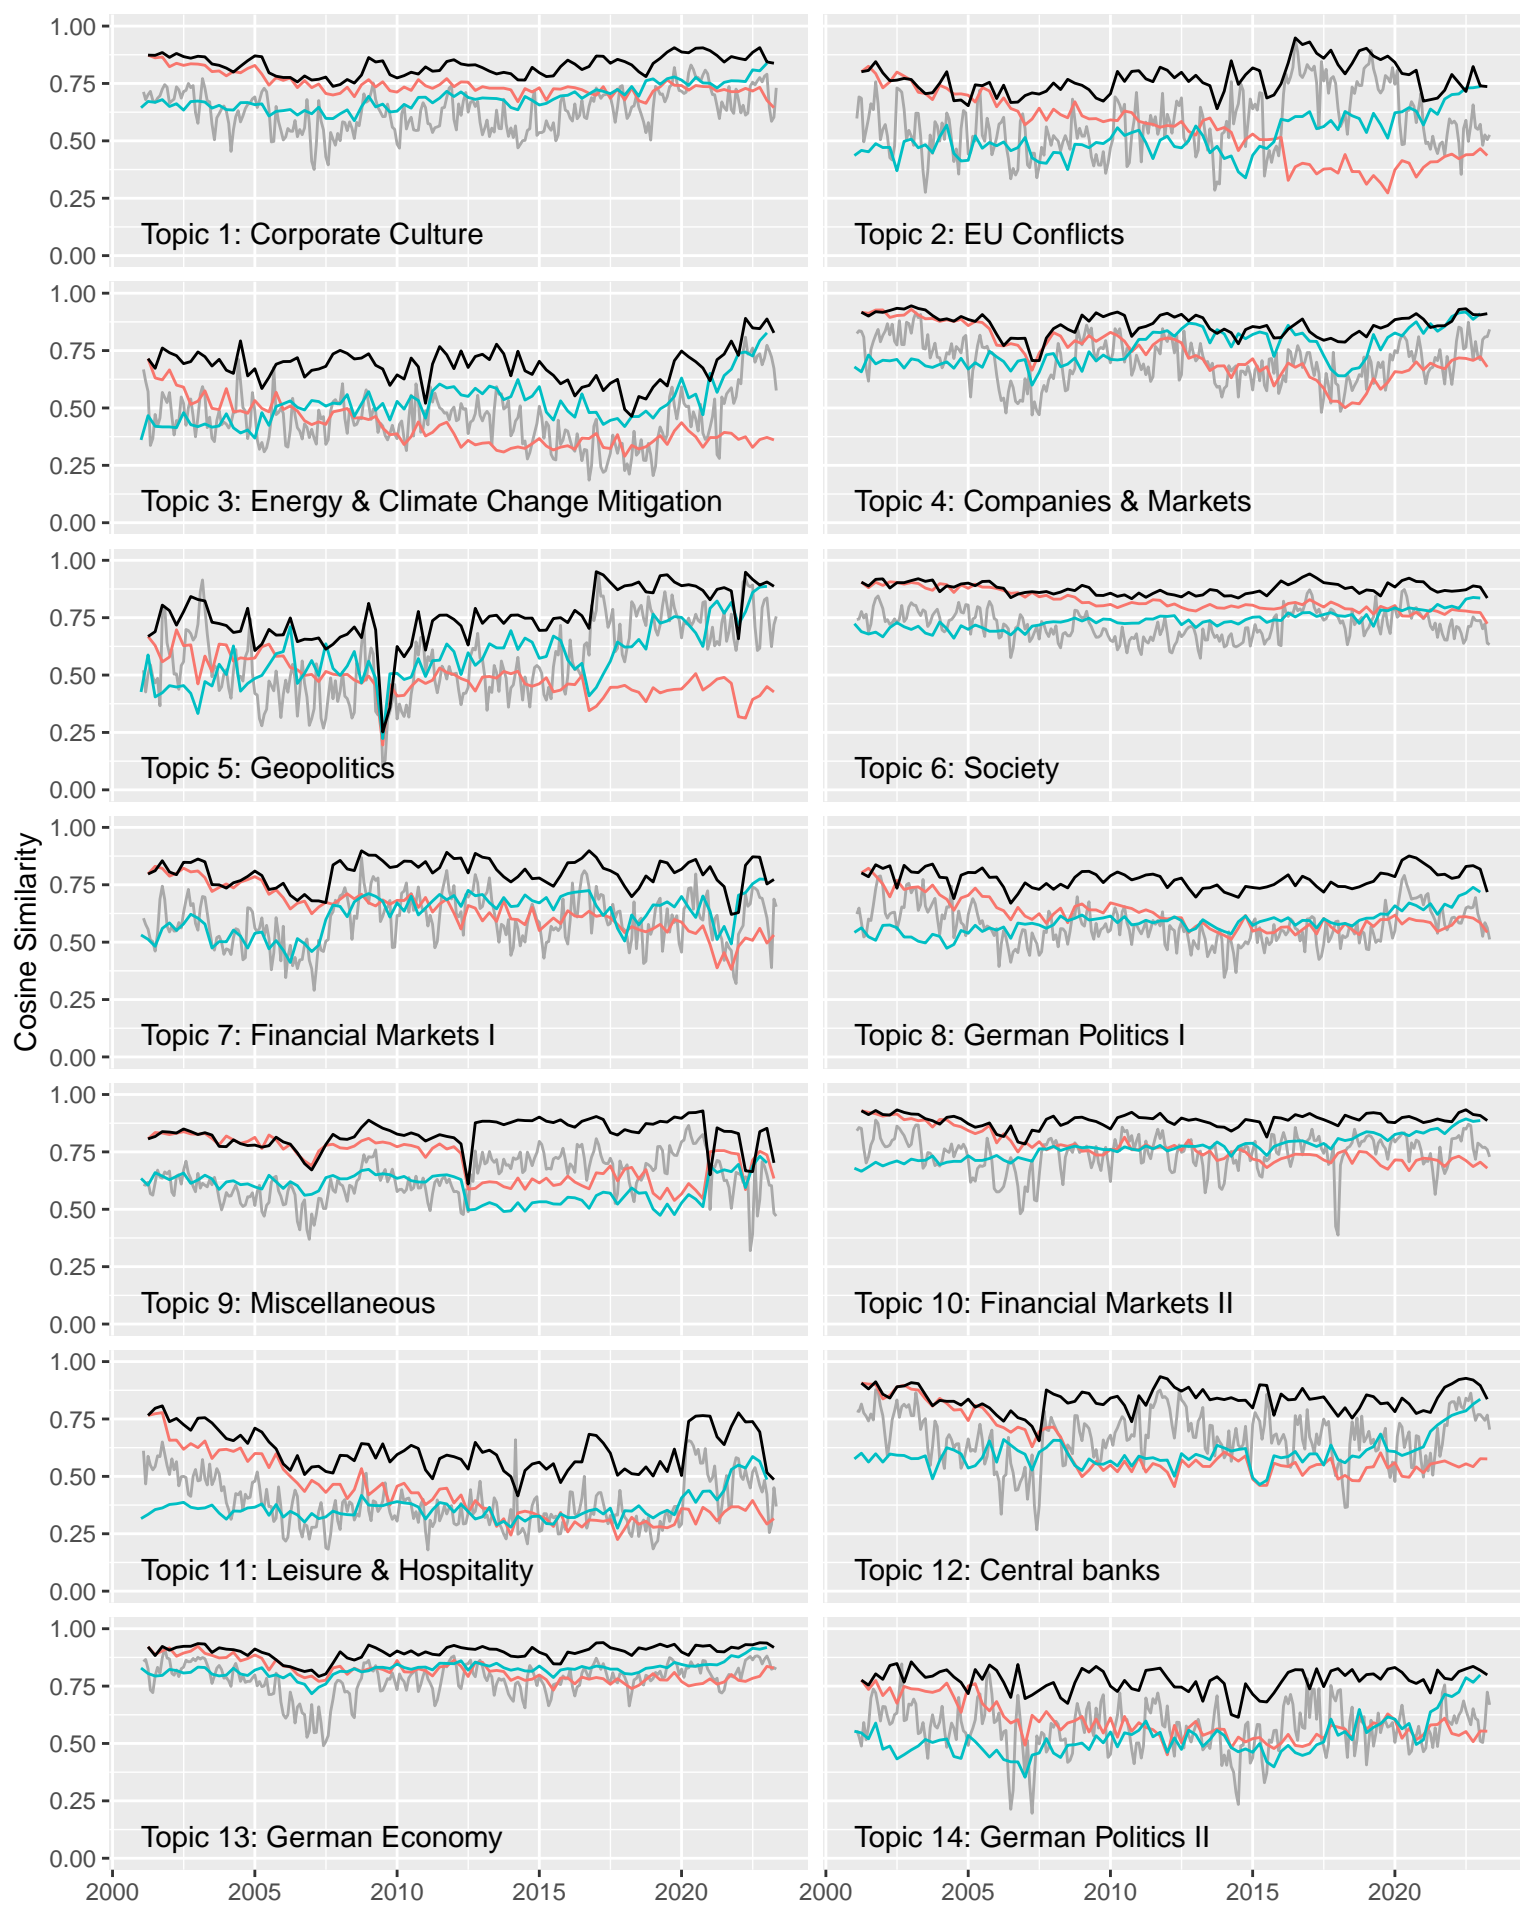 Cosine Similarity
1.00
0.75
0.50
0.25
0.00
Topic 1: Corporate Culture
Topic 2: EU Conflicts
1.00
0.75
0.50
0.25
0.00
Topic 3: Energy & Climate Change Mitigation
Topic 4: Companies & Markets
1.00
0.75
0.50
0.25
0.00
Topic 5: Geopolitics
Topic 6: Society
1.00
0.75
0.50
0.25
0.00
Topic 7: Financial Markets I
Topic 8: German Politics I
1.00
0.75
0.50
0.25
0.00
Topic 9: Miscellaneous
Topic 10: Financial Markets II
1.00
0.75
0.50
0.25
0.00
Topic 11: Leisure & Hospitality
Topic 12: Central banks
1.00
0.75
0.50
0.25
0.00
Topic 13: German Economy
Topic 14: German Politics II
2000 2005 2010 2015 2020
2000 2005 2010 2015 2020